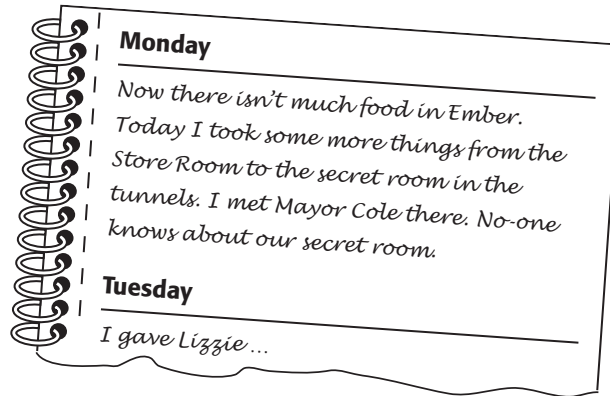 Monday
Now there isn't much food in Ember.
Today I took some more things from the
Store Room to the secret room in the
tunnels. I met Mayor Cole there. No-one
knows about our secret room.
Tuesday
I gave Lizzie ...